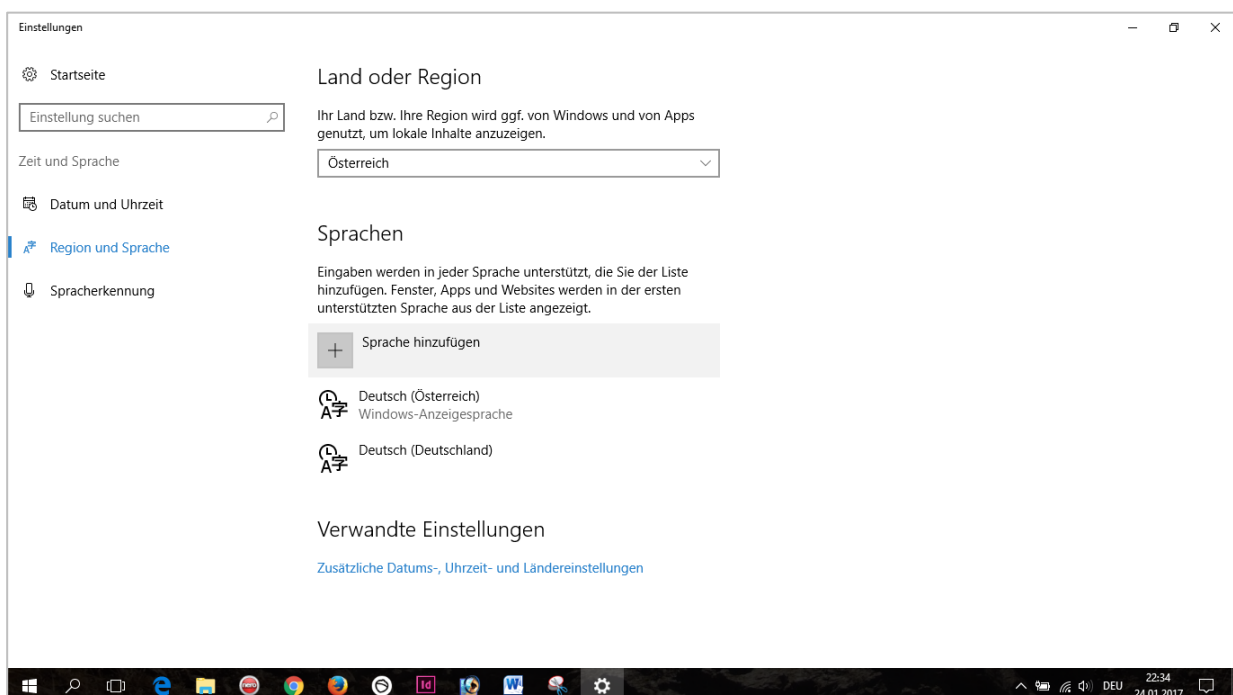 Einstellungen
Startseite
Einstellung suchen
Zeit und Sprache
Datum und Uhrzeit
Region und Sprache
Spracherkennung
Land oder Region
Ihr Land bzw. Ihre Region wird ggf. von Windows und von Apps
genutzt, um lokale Inhalte anzuzeigen.
Österreich
Sprachen
Eingaben werden in jeder Sprache unterstützt, die Sie der Liste
hinzufügen. Fenster, Apps und Websites werden in der ersten
unterstützten Sprache aus der Liste angezeigt.
Sprache hinzufügen
Deutsch (Österreich)
Windows-Anzeigesprache
Deutsch (Deutschland)
Verwandte Einstellungen
Zusätzliche Datums-, Uhrzeit- und Ländereinstellungen
DEU
22:34
24.01.2017